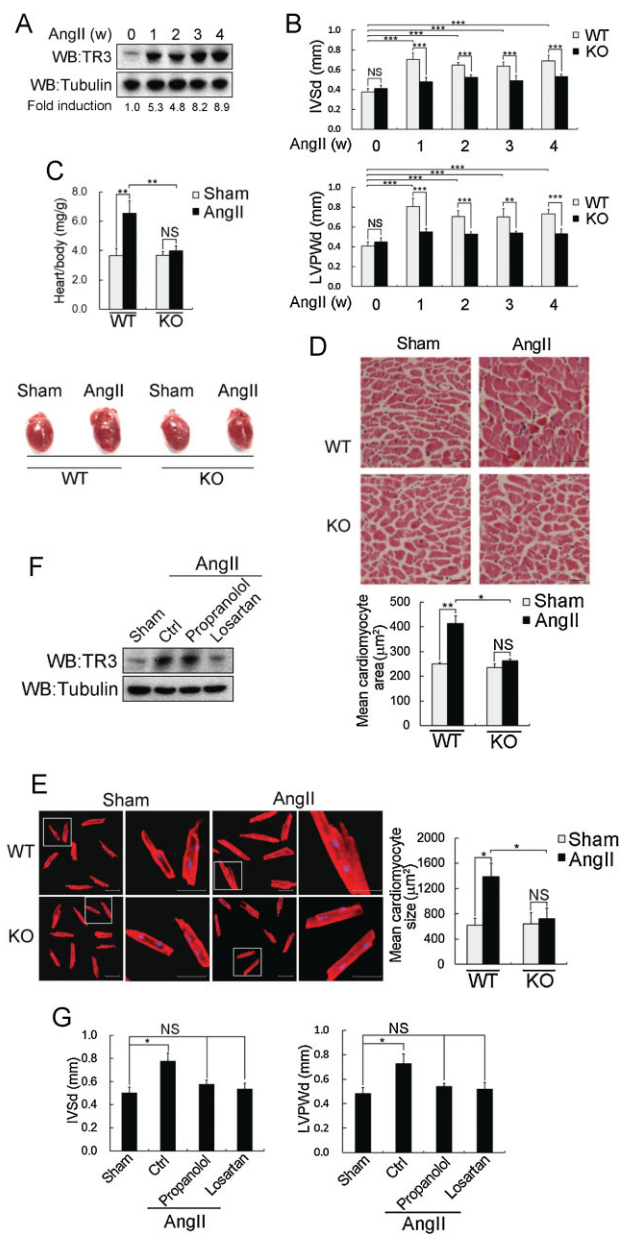 A
AngII (w) 0 1 2 3 4
WB:TR3
WB:Tubulin
Fold induction 1.0 5.3 4.8 8.2 8.9
B
***
***
***
***
NS *** *** *** ***
WT
KO
IVSd (mm)
1.0
0.8
0.6
0.4
0.2
0.0
AngII (w) 0 1 2 3 4
***
***
***
***
NS *** *** ** ***
WT
KO
LVPWd (mm)
1.0
0.8
0.6
0.4
0.2
0.0
AngII (w) 0 1 2 3 4
C
Sham
AngII
**
**
NS
Heart/body (mg/g)
8.0
6.0
4.0
2.0
0.0
WT KO
Sham AngII Sham AngII
WT KO
D
Sham AngII
WT
KO
Sham
AngII
*
**
NS
Mean cardiomyocyte
area (μm²)
500
400
300
200
100
0
WT KO
F
AngII
Sham
Ctrl
Propranolol
Losartan
WB:TR3
WB:Tubulin
E
Sham AngII
WT
KO
Sham
AngII
*
*
NS
Mean cardiomyocyte
size (μm²)
2000
1600
1200
800
400
0
WT KO
G
NS
*
IVSd (mm)
1.0
0.8
0.6
0.4
0.2
0.0
Sham
Ctrl
Propanolol
Losartan
AngII
NS
*
LVPWd (mm)
1.0
0.8
0.6
0.4
0.2
0.0
Sham
Ctrl
Propanolol
Losartan
AngII